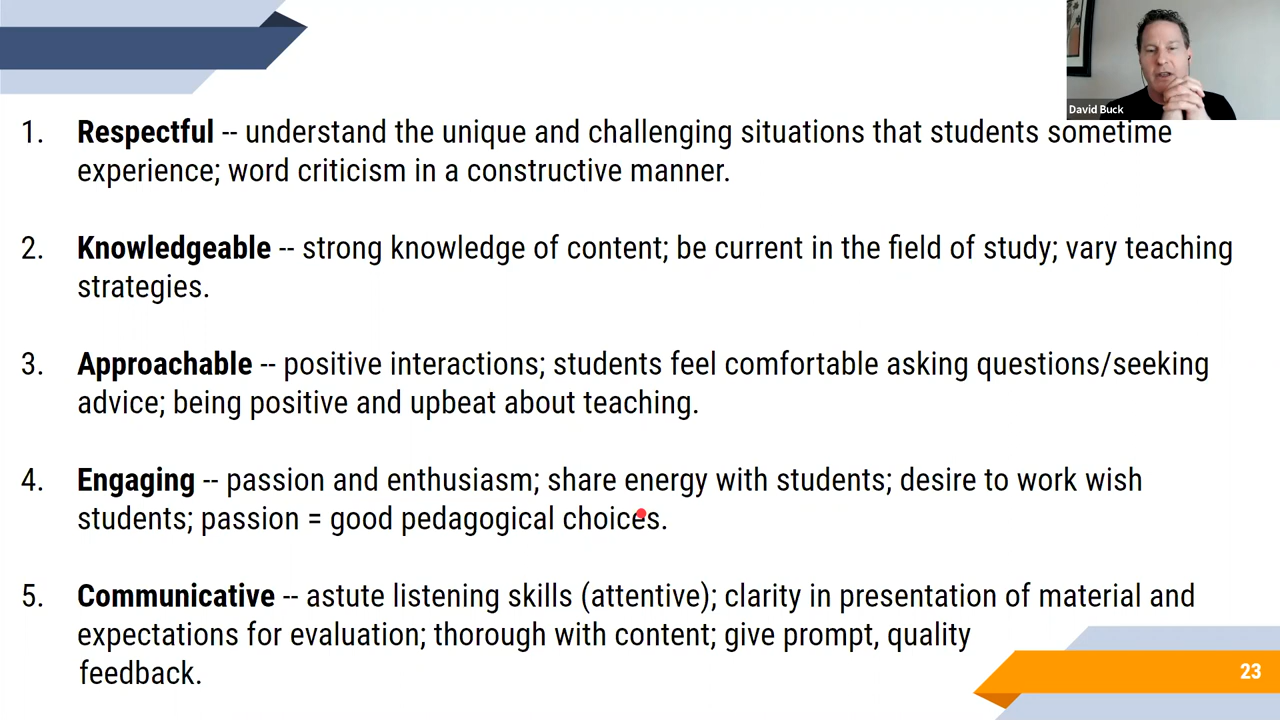 David Buck
1. Respectful -- understand the unique and challenging situations that students sometime
experience; word criticism in a constructive manner.
2. Knowledgeable -- strong knowledge of content; be current in the field of study; vary teaching
strategies.
3. Approachable -- positive interactions; students feel comfortable asking questions/seeking
advice; being positive and upbeat about teaching.
4. Engaging -- passion and enthusiasm; share energy with students; desire to work wish
students; passion = good pedagogical choices.
5. Communicative -- astute listening skills (attentive); clarity in presentation of material and
expectations for evaluation; thorough with content; give prompt, quality
feedback.
23